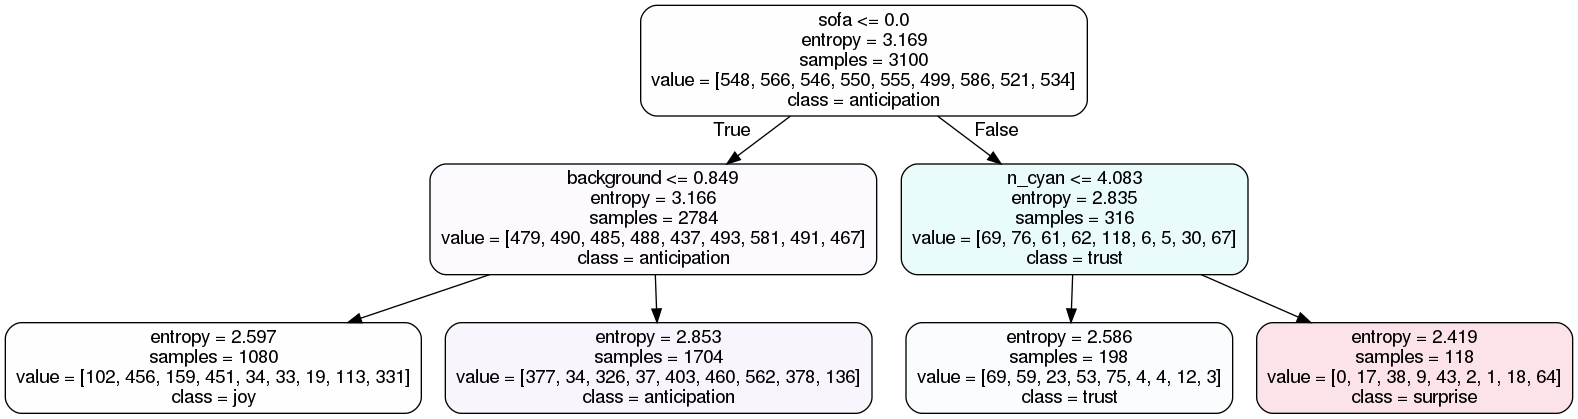 sofa <= 0.0
entropy = 3.169
samples = 3100
value = [548, 566, 546, 550, 555, 499, 586, 521, 534]
class = anticipation
True
False
background <= 0.849
entropy = 3.166
samples = 2784
value = [479, 490, 485, 488, 437, 493, 581, 491, 467]
class = anticipation
n_cyan <= 4.083
entropy = 2.835
samples = 316
value = [69, 76, 61, 62, 118, 6, 5, 30, 67]
class = trust
entropy = 2.597
samples = 1080
value = [102, 456, 159, 451, 34, 33, 19, 113, 331]
class = joy
entropy = 2.853
samples = 1704
value = [377, 34, 326, 37, 403, 460, 562, 378, 136]
class = anticipation
entropy = 2.586
samples = 198
value = [69, 59, 23, 53, 75, 4, 4, 12, 3]
class = trust
entropy = 2.419
samples = 118
value = [0, 17, 38, 9, 43, 2, 1, 18, 64]
class = surprise